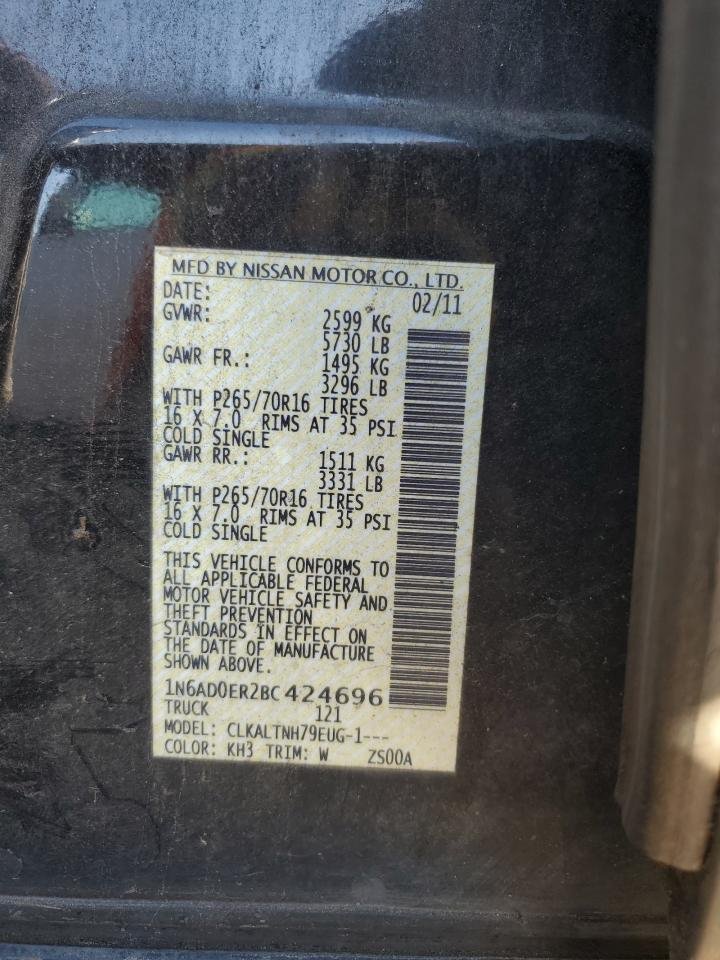 MFD BY NISSAN MOTOR CO., LTD.
DATE: 02/11
GVWR: 2599 KG
5730 LB
GAWR FR.: 1495 KG
3296 LB
WITH P265/70R16 TIRES
16 X 7.0 RIMS AT 35 PSI
COLD SINGLE
GAWR RR.: 1511 KG
3331 LB
WITH P265/70R16 TIRES
16 X 7.0 RIMS AT 35 PSI
COLD SINGLE
THIS VEHICLE CONFORMS TO
ALL APPLICABLE FEDERAL
MOTOR VEHICLE SAFETY AND
THEFT PREVENTION
STANDARDS IN EFFECT ON
THE DATE OF MANUFACTURE
SHOWN ABOVE.
1N6AD0ER2BC424696
TRUCK 121
MODEL: CLKALTNH79EUG-1---
COLOR: KH3 TRIM: W ZS00A